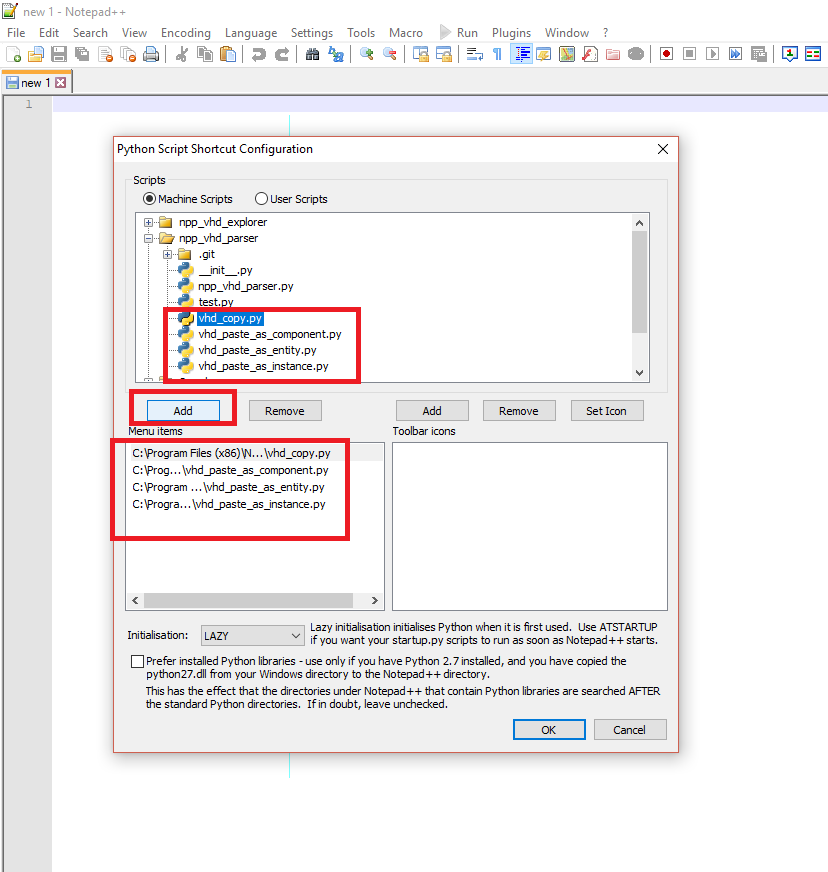 new 1 - Notepad++
File Edit Search View Encoding Language Settings Tools Macro Run Plugins Window ?
new 1
1
Python Script Shortcut Configuration
Scripts
Machine Scripts User Scripts
npp_vhd_explorer
npp_vhd_parser
.git
__init__.py
npp_vhd_parser.py
test.py
vhd_copy.py
vhd_paste_as_component.py
vhd_paste_as_entity.py
vhd_paste_as_instance.py
Add Remove Add Remove Set Icon
Menu items Toolbar icons
C:\Program Files (x86)\N...\vhd_copy.py
C:\Prog...\vhd_paste_as_component.py
C:\Program ...\vhd_paste_as_entity.py
C:\Progra...\vhd_paste_as_instance.py
Initialisation: LAZY
Lazy initialisation initialises Python when it is first used. Use ATSTARTUP
if you want your startup.py scripts to run as soon as Notepad++ starts.
Prefer installed Python libraries - use only if you have Python 2.7 installed, and you have copied the
python27.dll from your Windows directory to the Notepad++ directory.
This has the effect that the directories under Notepad++ that contain Python libraries are searched AFTER
the standard Python directories. If in doubt, leave unchecked.
OK Cancel